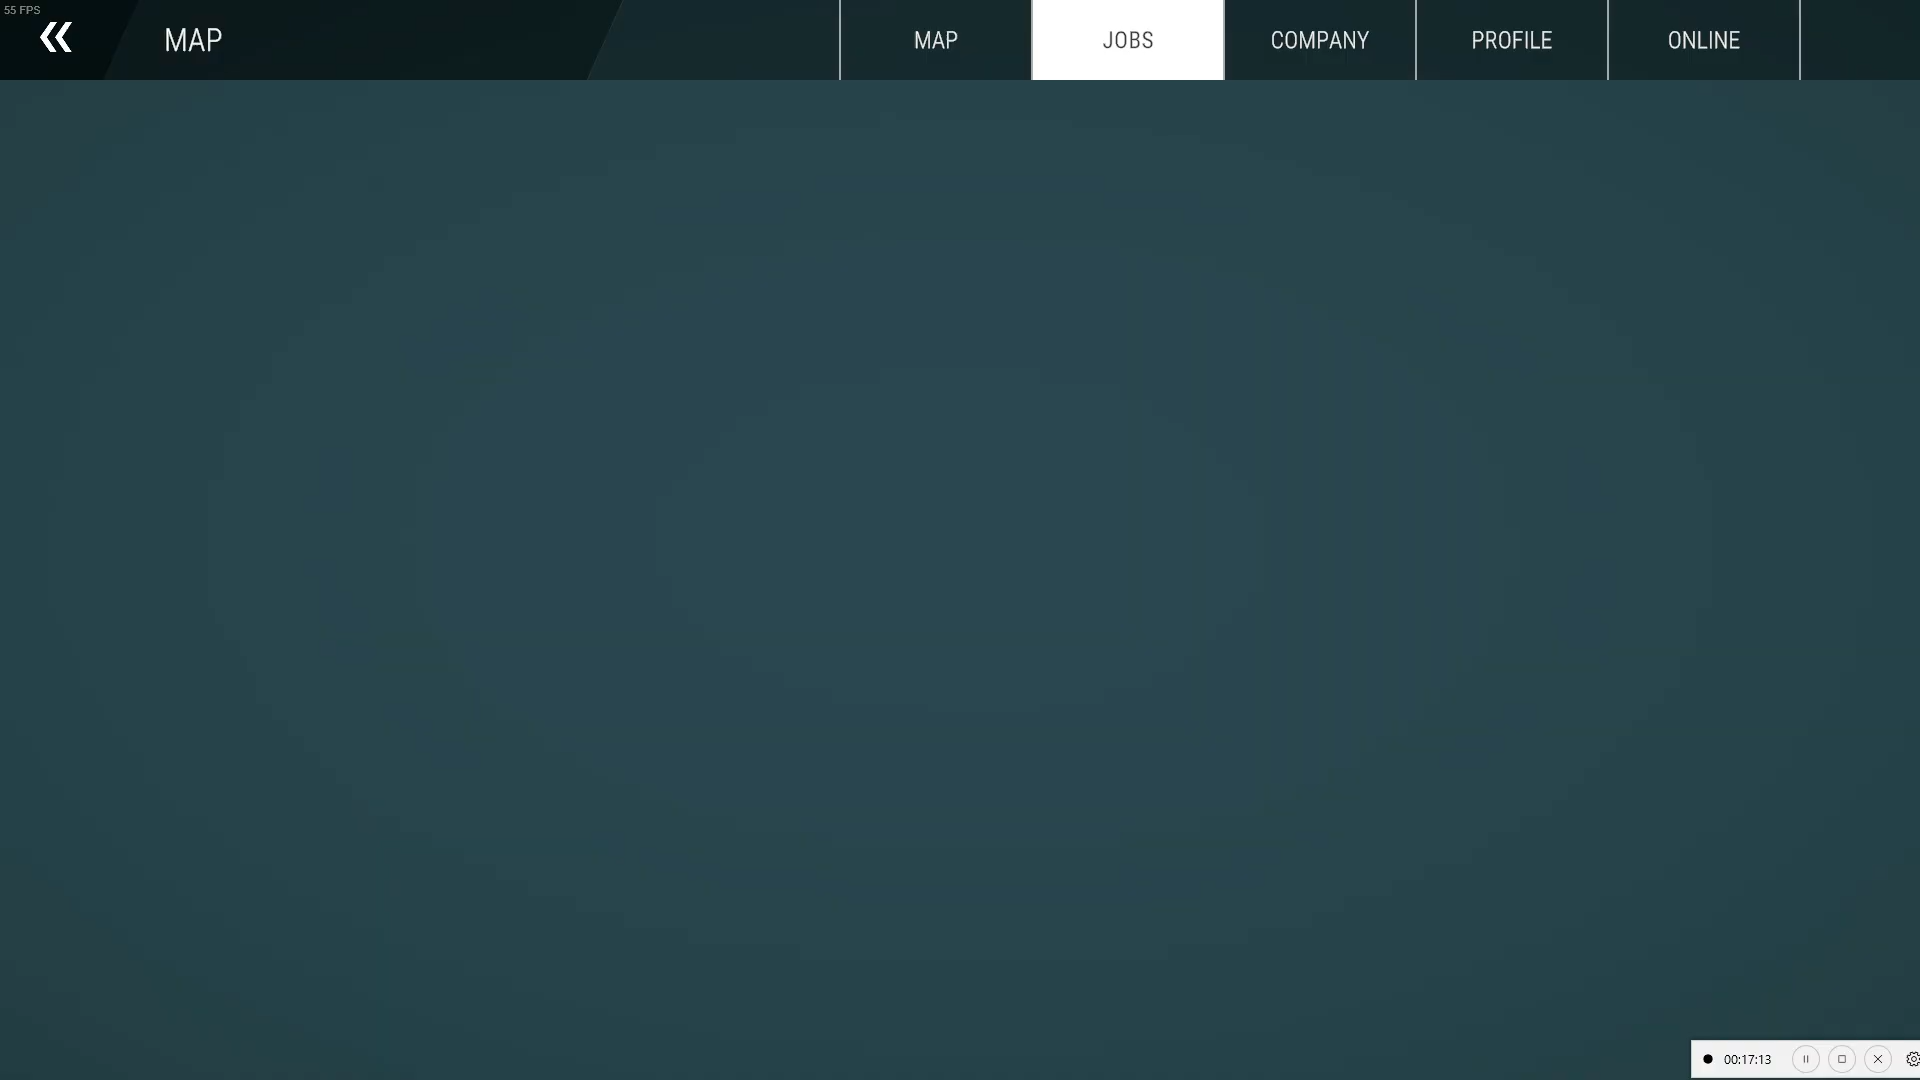 55 FPS
MAP
MAP
JOBS
COMPANY
PROFILE
ONLINE
00:17:13